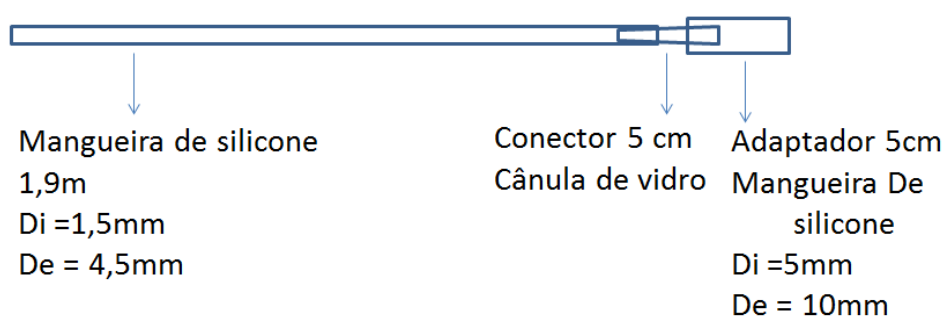 Mangueira de silicone
1,9m
Di =1,5mm
De = 4,5mm
Conector 5 cm
Cânula de vidro
Adaptador 5cm
Mangueira De
silicone
Di =5mm
De = 10mm